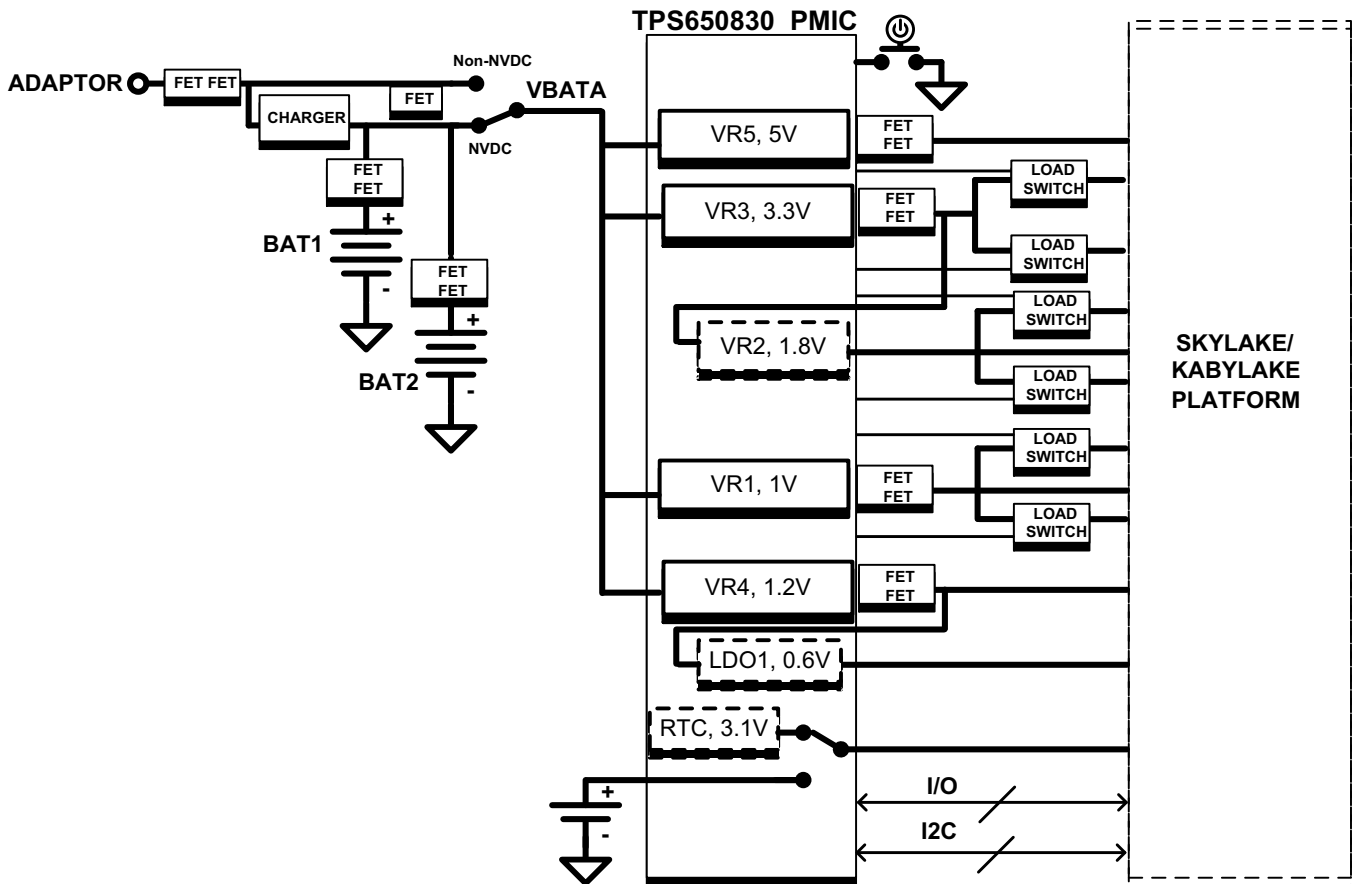 TPS650830 PMIC
Non-NVDC
ADAPTOR
FET FET
FET
VBATA
CHARGER
NVDC
FET
FET
BAT1
+
-
FET
FET
BAT2
+
-
VR5, 5V
FET
FET
LOAD
SWITCH
VR3, 3.3V
FET
FET
LOAD
SWITCH
LOAD
SWITCH
VR2, 1.8V
LOAD
SWITCH
SKYLAKE/
KABYLAKE
PLATFORM
LOAD
SWITCH
VR1, 1V
FET
FET
LOAD
SWITCH
VR4, 1.2V
FET
FET
LDO1, 0.6V
RTC, 3.1V
+
-
I/O
I2C